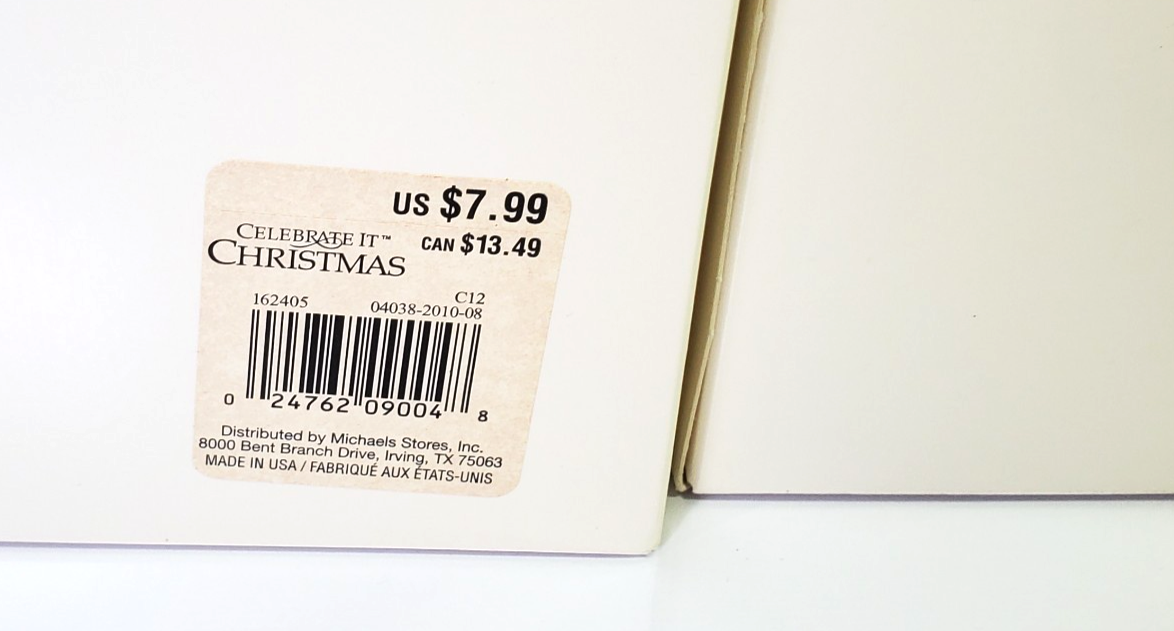 US $7.99
CELEBRATE IT™ CAN $13.49
CHRISTMAS
C12
162405 04038-2010-08
0 24762 09004 8
Distributed by Michaels Stores, Inc.
8000 Bent Branch Drive, Irving, TX 75063
MADE IN USA / FABRIQUÉ AUX ÉTATS-UNIS